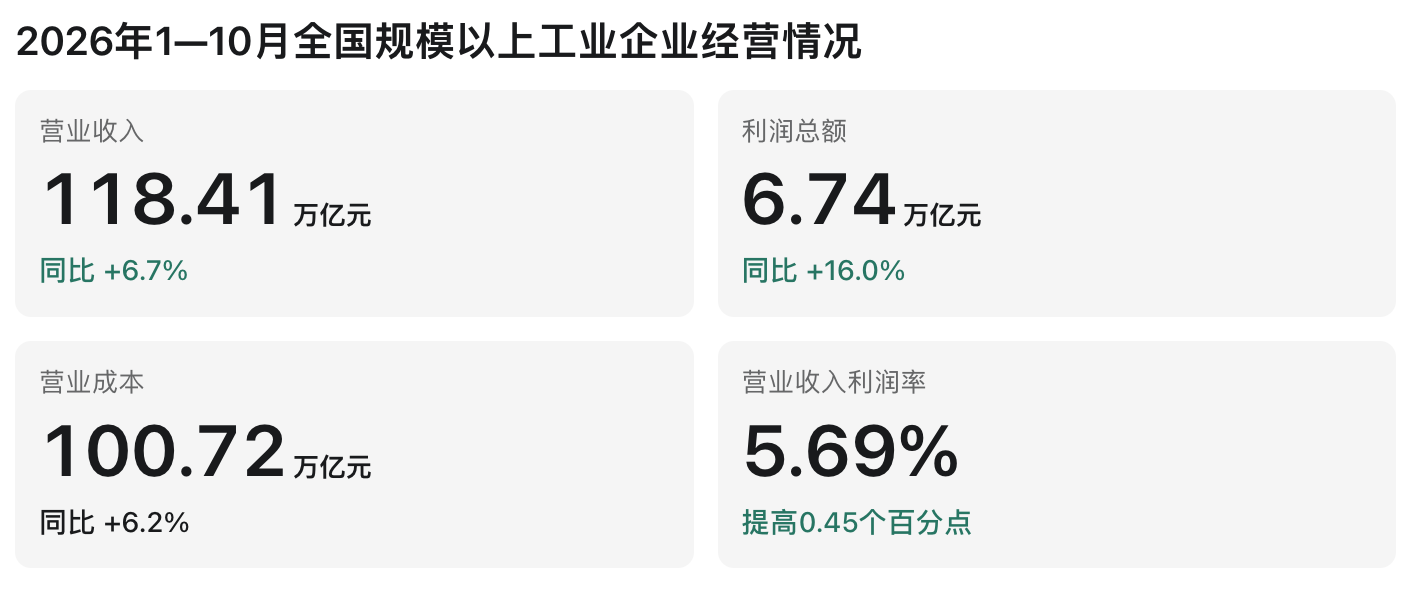 2026年1—10月全国规模以上工业企业经营情况
营业收入
118.41万亿元
同比 +6.7%
利润总额
6.74万亿元
同比 +16.0%
营业成本
100.72万亿元
同比 +6.2%
营业收入利润率
5.69%
提高0.45个百分点